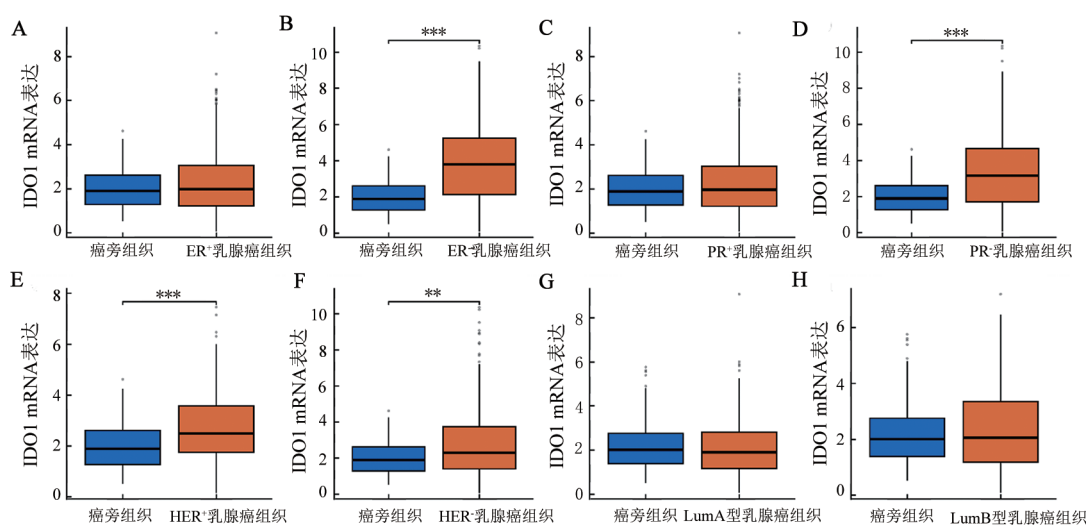 A
IDO1 mRNA表达
8
6
4
2
0
癌旁组织
ER⁺乳腺癌组织
B
***
IDO1 mRNA表达
10
8
6
4
2
0
癌旁组织
ER⁻乳腺癌组织
C
IDO1 mRNA表达
8
6
4
2
0
癌旁组织
PR⁺乳腺癌组织
D
***
IDO1 mRNA表达
10
8
6
4
2
0
癌旁组织
PR⁻乳腺癌组织
E
***
IDO1 mRNA表达
8
6
4
2
0
癌旁组织
HER⁺乳腺癌组织
F
**
IDO1 mRNA表达
10
8
6
4
2
0
癌旁组织
HER⁻乳腺癌组织
G
IDO1 mRNA表达
8
6
4
2
0
癌旁组织
LumA型乳腺癌组织
H
IDO1 mRNA表达
6
4
2
0
癌旁组织
LumB型乳腺癌组织